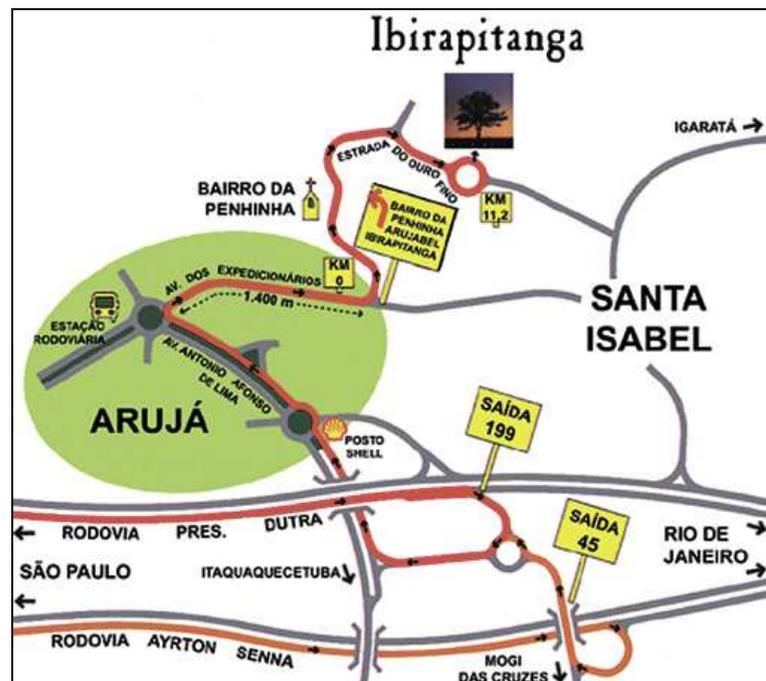 Ibirapitanga
IGARATÁ
ESTRADA DO OURO FINO
BAIRRO DA
PENHINHA
KM
11,2
BAIRRO DA
PENHINHA
ARUJABEL
IBIRAPITANGA
KM
0
AV. DOS EXPEDICIONÁRIOS
1.400 m
ESTAÇÃO
RODOVIÁRIA
SANTA
ISABEL
AV. ANTONIO AFONSO
DE LIMA
ARUJÁ
SAÍDA
199
POSTO
SHELL
RODOVIA PRES. DUTRA
SAÍDA
45
RIO DE
JANEIRO
SÃO PAULO
ITAQUAQUECETUBA
RODOVIA AYRTON SENNA
MOGI
DAS CRUZES